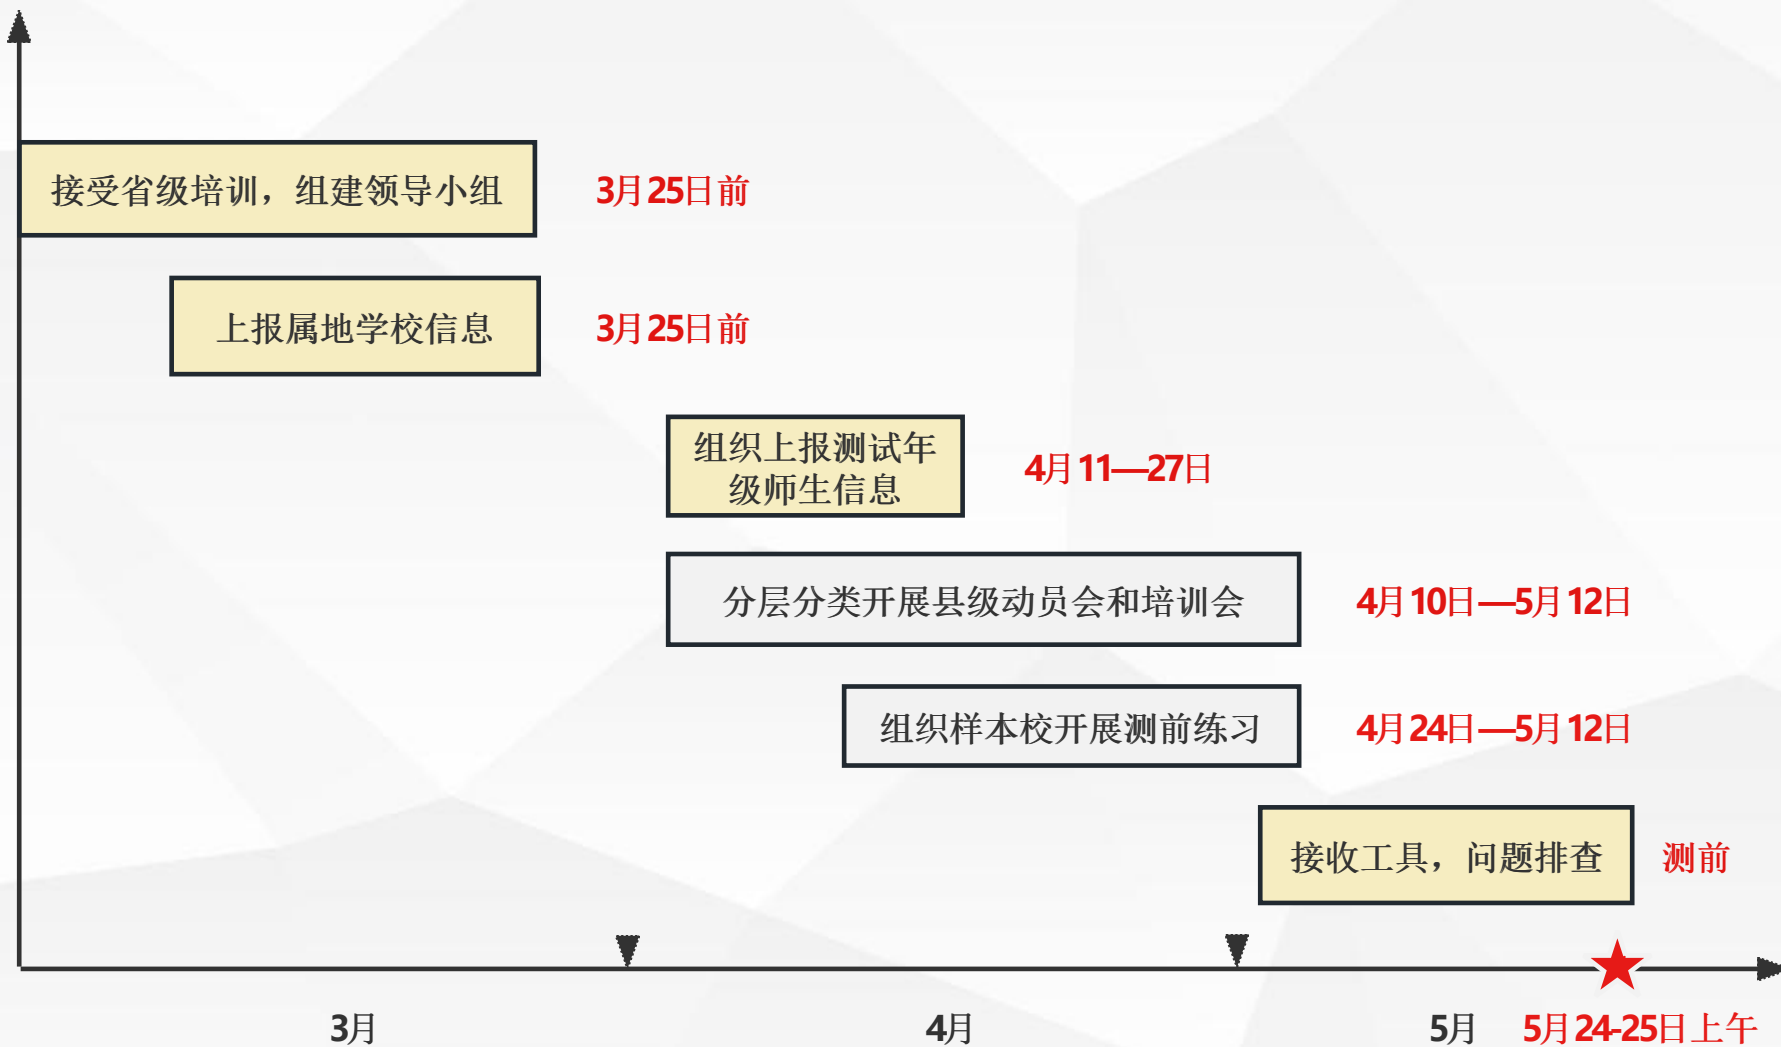 接受省级培训，组建领导小组
3月25日前
上报属地学校信息
3月25日前
组织上报测试年
级师生信息
4月11—27日
分层分类开展县级动员会和培训会
4月10日—5月12日
组织样本校开展测前练习
4月24日—5月12日
接收工具，问题排查
测前
3月
4月
5月
5月24-25日上午